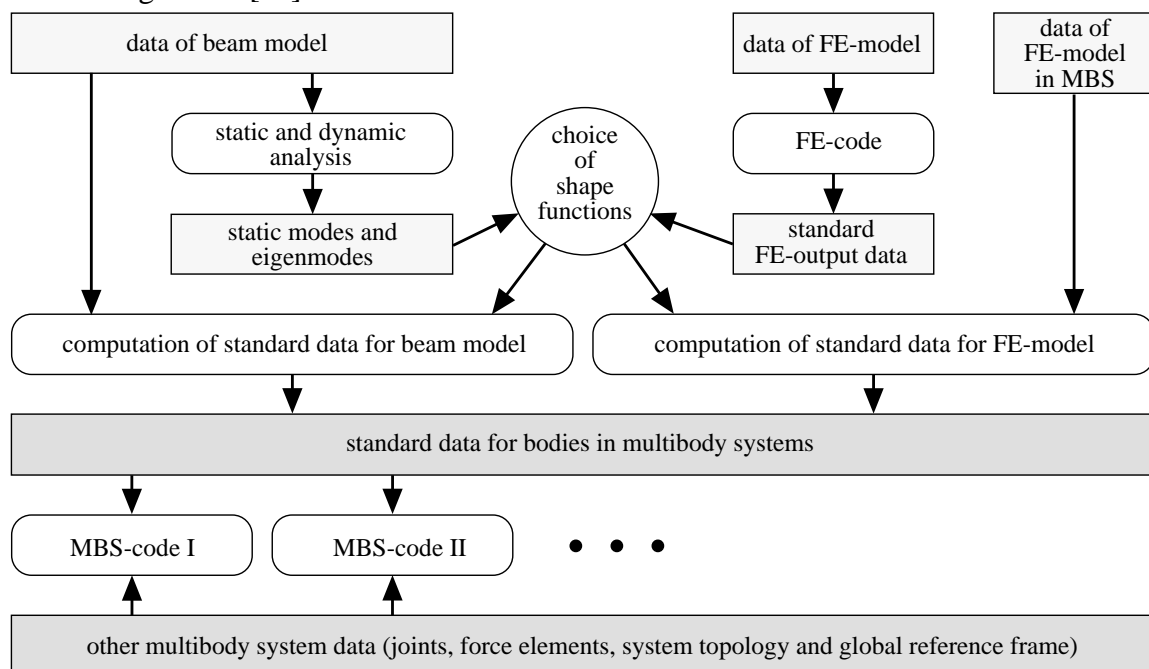 data of beam model
data of FE-model
data of
FE-model
in MBS
static and dynamic
analysis
choice
of
shape
functions
FE-code
static modes and
eigenmodes
standard
FE-output data
computation of standard data for beam model
computation of standard data for FE-model
standard data for bodies in multibody systems
MBS-code I
MBS-code II
• • •
other multibody system data (joints, force elements, system topology and global reference frame)